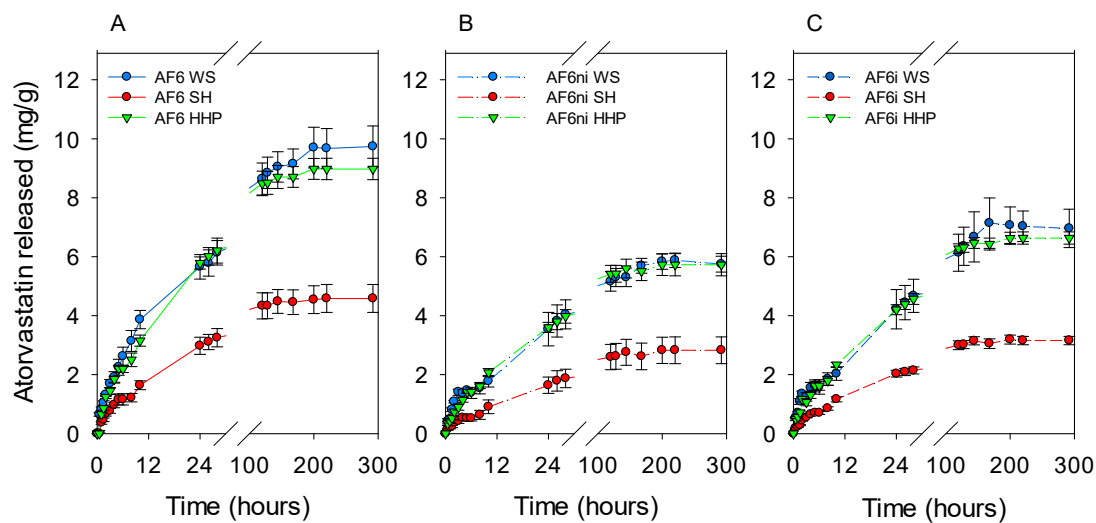 A
B
C
Atorvastatin released (mg/g)
12
10
8
6
4
2
0
AF6 WS
AF6 SH
AF6 HHP
0 12 24 100 200 300
Time (hours)
12
10
8
6
4
2
0
AF6ni WS
AF6ni SH
AF6ni HHP
0 12 24 100 200 300
Time (hours)
12
10
8
6
4
2
0
AF6i WS
AF6i SH
AF6i HHP
0 12 24 100 200 300
Time (hours)